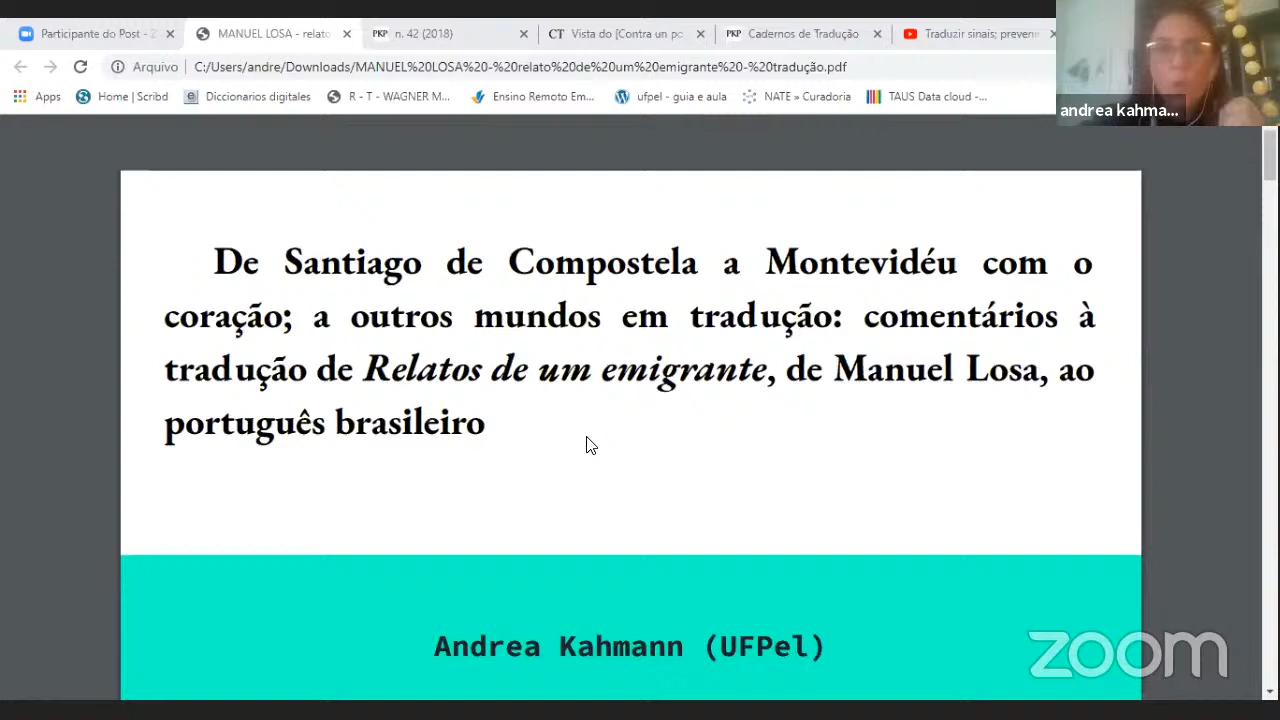 Participante do Post - Z
MANUEL LOSA - relato
PKP n. 42 (2018)
CT Vista do [Contra un po
PKP Cadernos de Tradução
Traduzir sinais; preveni
Arquivo
C:/Users/andre/Downloads/MANUEL%20LOSA%20-%20relato%20de%20um%20emigrante%20-%20tradução.pdf
Apps
Home | Scribd
Diccionarios digitales
R - T - WAGNER M...
Ensino Remoto Em...
ufpel - guia e aula
NATE » Curadoria
TAUS Data cloud -...
andrea kahma...
De Santiago de Compostela a Montevidéu com o
coração; a outros mundos em tradução: comentários à
tradução de Relatos de um emigrante, de Manuel Losa, ao
português brasileiro
Andrea Kahmann (UFPel)
zoom